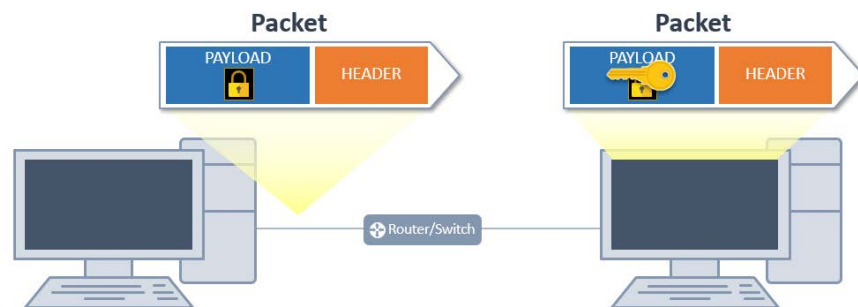 Packet
PAYLOAD
HEADER
Packet
PAYLOAD
HEADER
Router/Switch